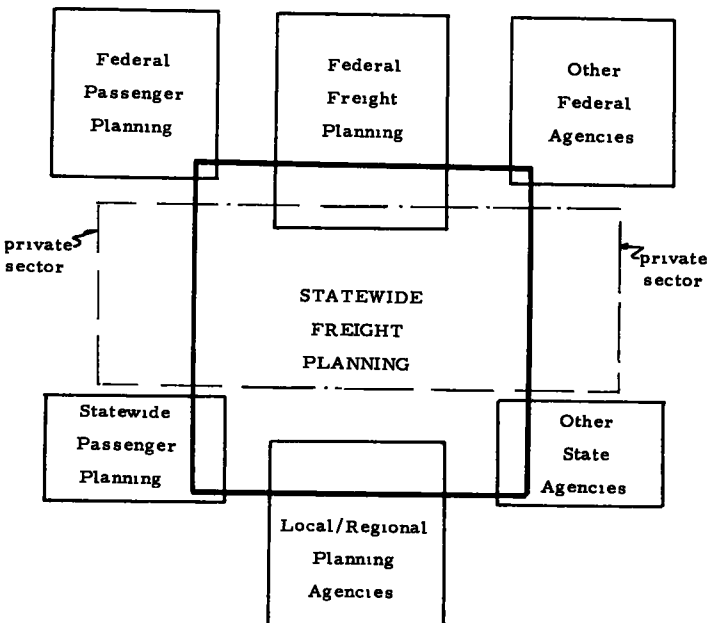 Federal
Passenger
Planning
Federal
Freight
Planning
Other
Federal
Agencies
private
sector
private
sector
STATEWIDE
FREIGHT
PLANNING
Statewide
Passenger
Planning
Other
State
Agencies
Local/Regional
Planning
Agencies